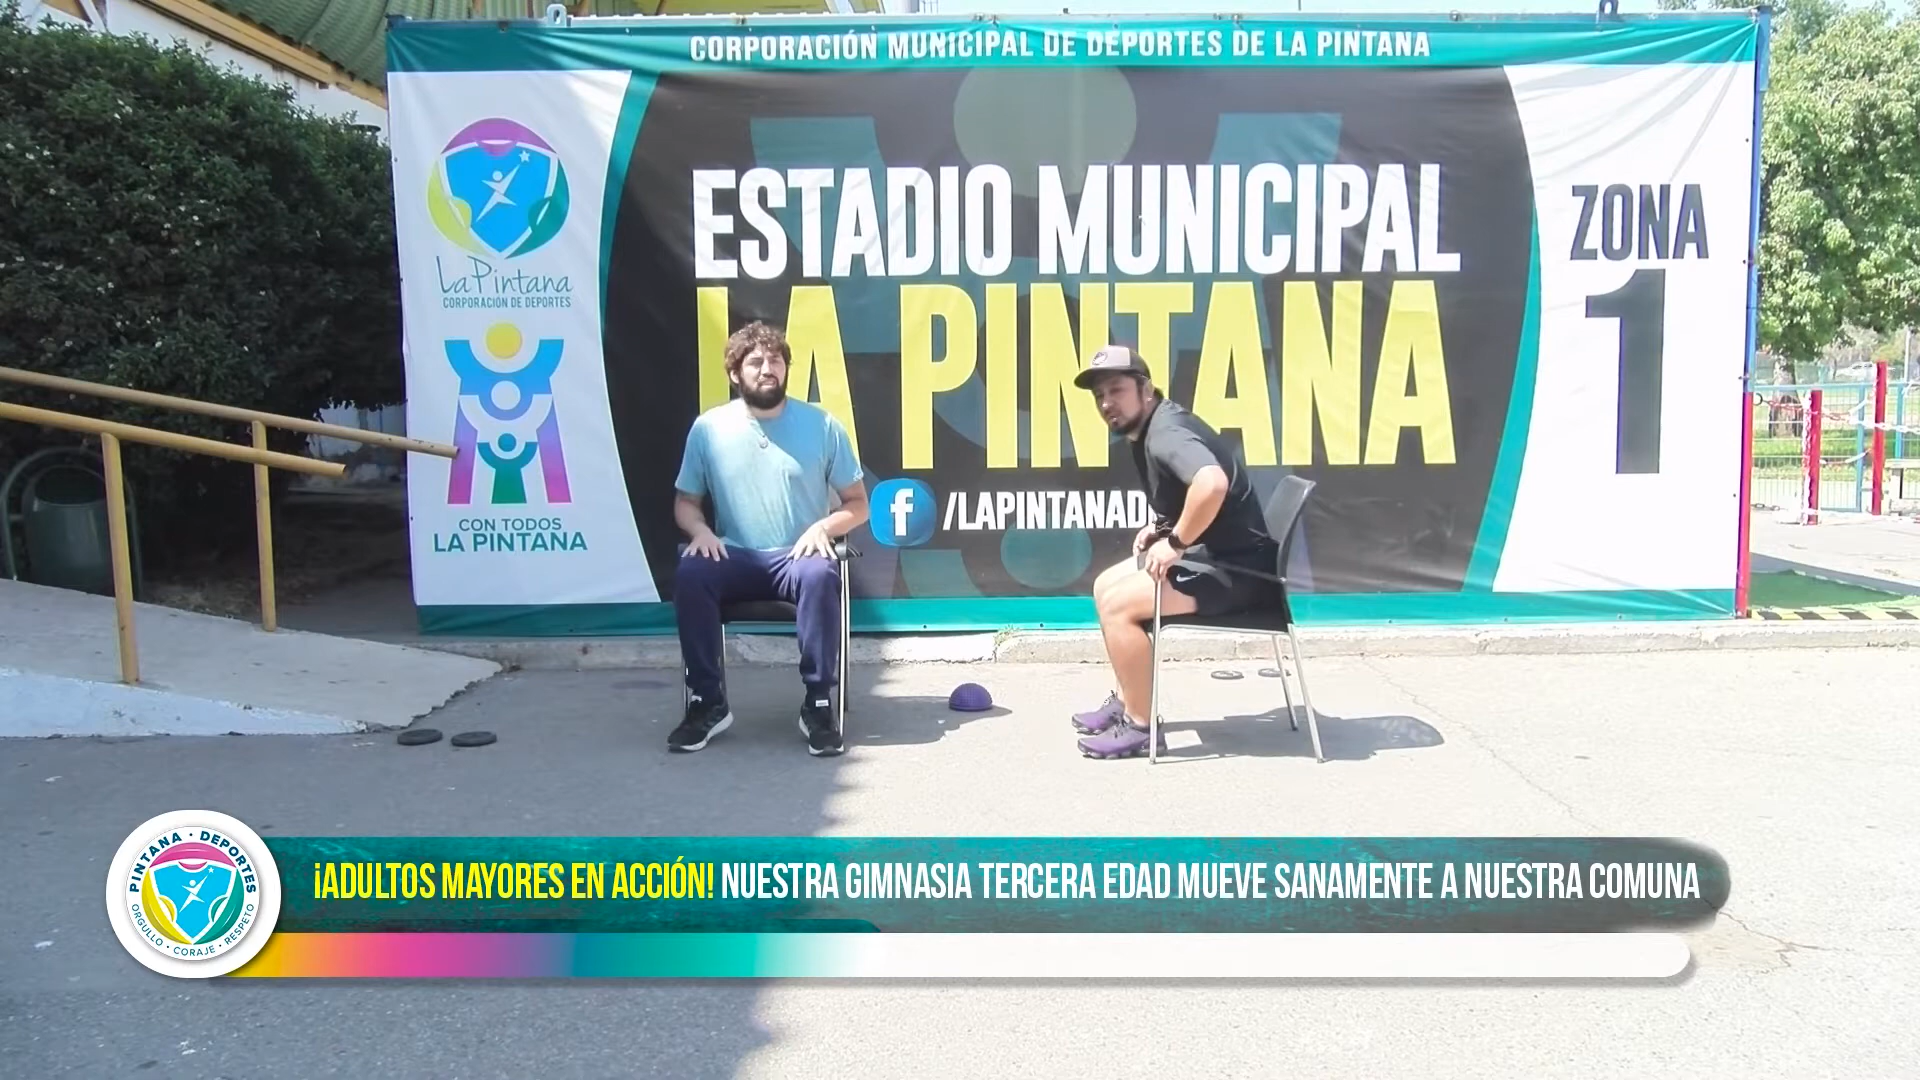 CORPORACIÓN MUNICIPAL DE DEPORTES DE LA PINTANA
La Pintana
CORPORACIÓN DE DEPORTES
CON TODOS
LA PINTANA
ESTADIO MUNICIPAL
LA PINTANA
f /LAPINTANAD
ZONA
1
PINTANA · DEPORTES
ORGULLO · CORAJE · RESPETO
¡ADULTOS MAYORES EN ACCIÓN! NUESTRA GIMNASIA TERCERA EDAD MUEVE SANAMENTE A NUESTRA COMUNA